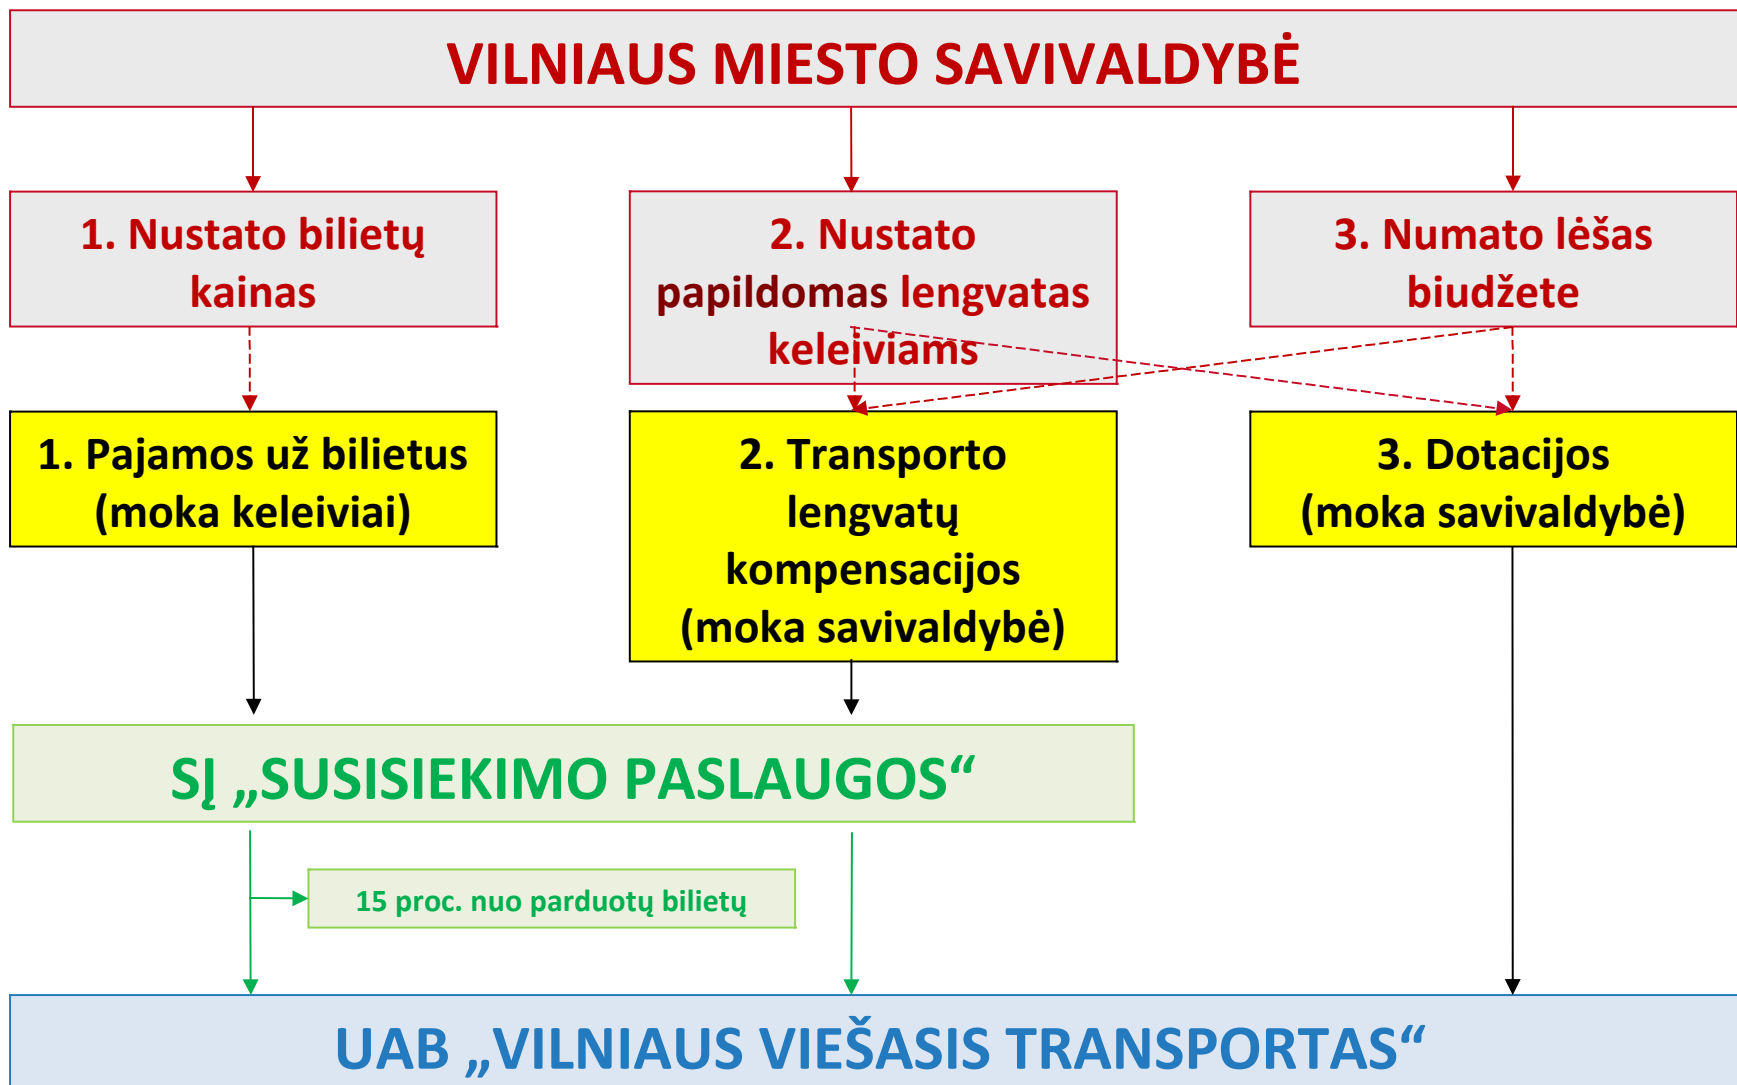 VILNIAUS MIESTO SAVIVALDYBĖ
1. Nustato bilietų
kainas
2. Nustato
papildomas lengvatas
keleiviams
3. Numato lėšas
biudžete
1. Pajamos už bilietus
(moka keleiviai)
2. Transporto
lengvatų
kompensacijos
(moka savivaldybė)
3. Dotacijos
(moka savivaldybė)
SĮ „SUSISIEKIMO PASLAUGOS“
15 proc. nuo parduotų bilietų
UAB „VILNIAUS VIEŠASIS TRANSPORTAS“